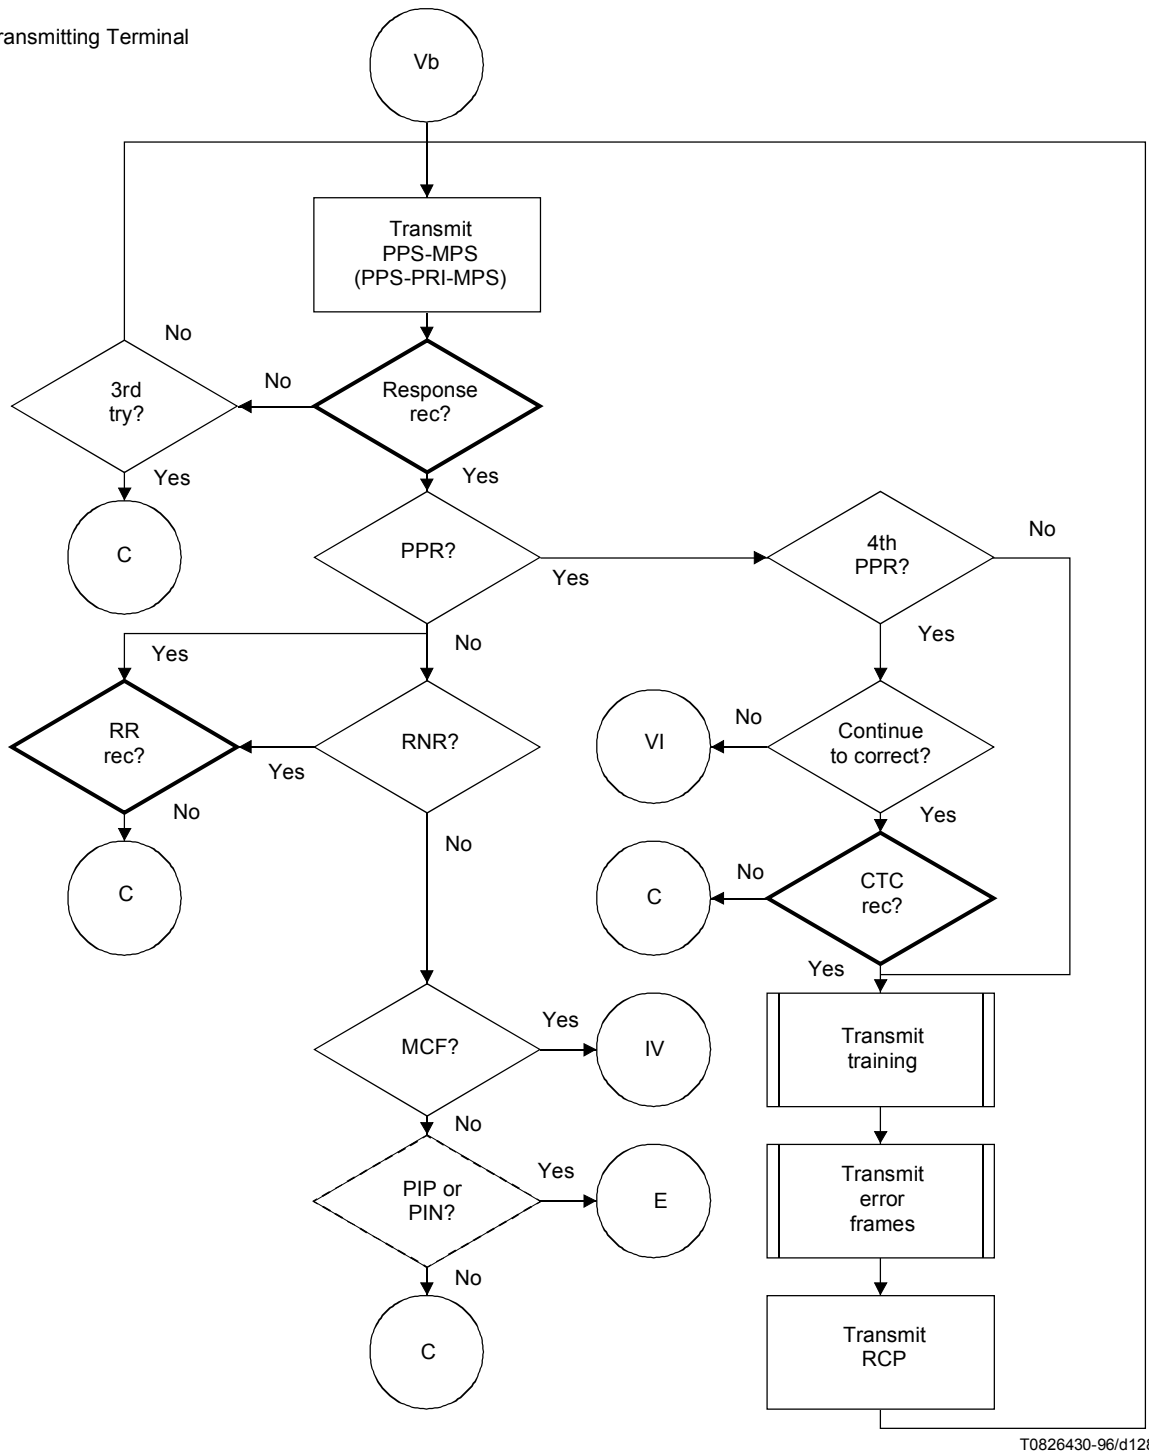 ransmitting Terminal
Vb
Transmit
PPS-MPS
(PPS-PRI-MPS)
No
3rd
try?
No
Response
rec?
Yes
Yes
C
PPR?
Yes
4th
PPR?
No
No
Yes
Yes
RR
rec?
Yes
RNR?
VI
No
Continue
to correct?
No
No
Yes
C
C
No
CTC
rec?
Yes
MCF?
Yes
IV
Transmit
training
No
PIP or
PIN?
Yes
E
Transmit
error
frames
No
C
Transmit
RCP
T0826430-96/d128